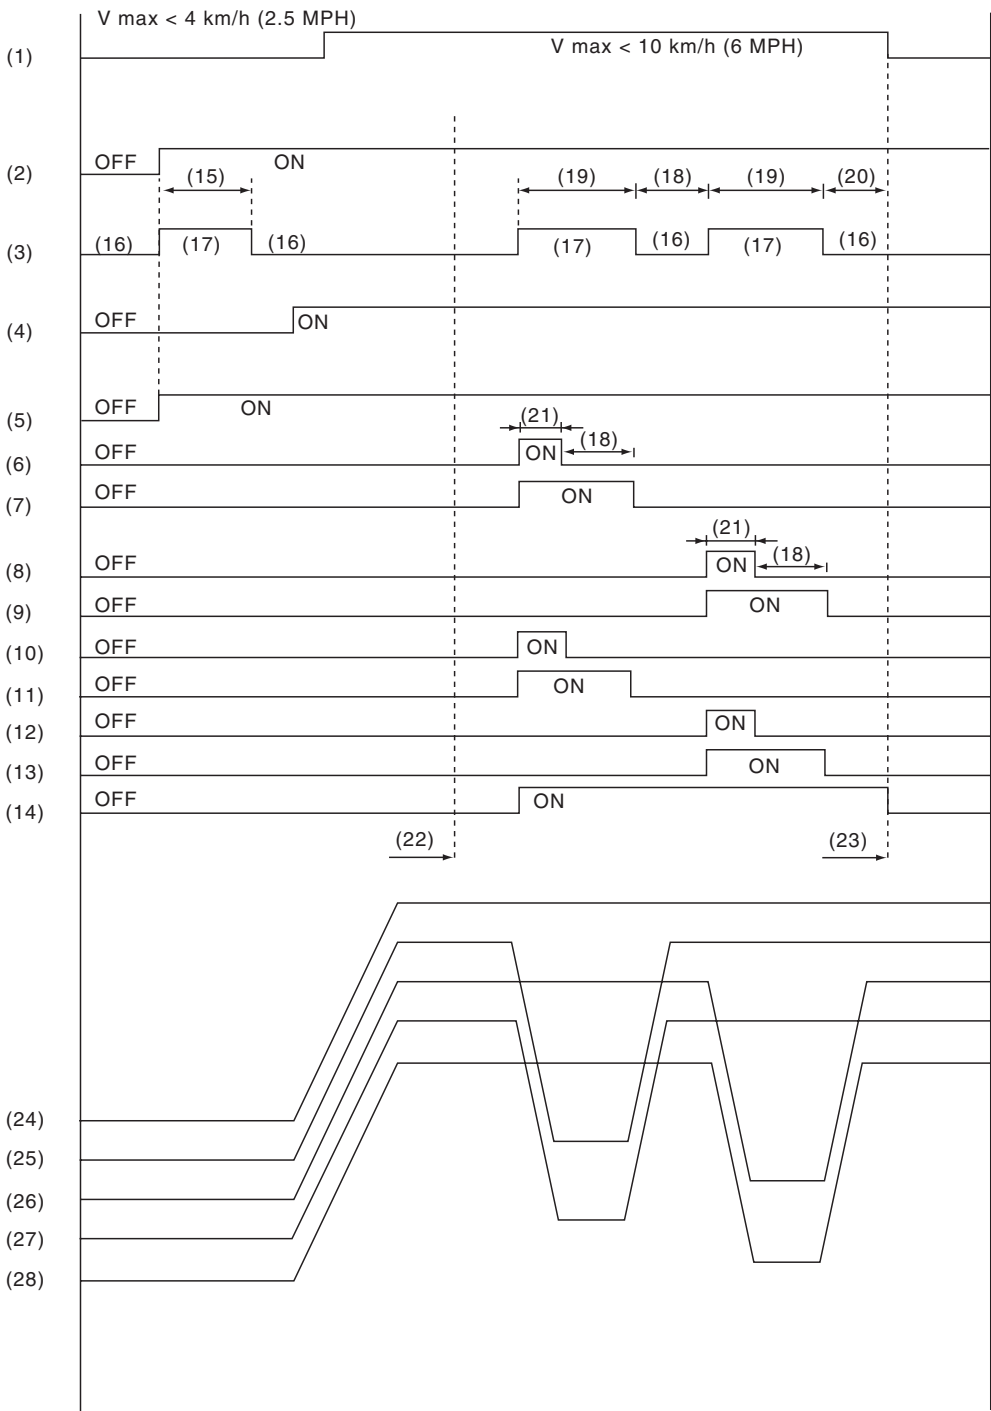 V max < 4 km/h (2.5 MPH)
(1) V max < 10 km/h (6 MPH)
(2) OFF ON
(15) (19) (18) (19) (20)
(3) (16) (17) (16) (17) (16) (17) (16)
(4) OFF ON
(5) OFF ON
(21)
(6) OFF ON (18)
(7) OFF ON
(21)
(8) OFF ON (18)
(9) OFF ON
(10) OFF ON
(11) OFF ON
(12) OFF ON
(13) OFF ON
(14) OFF ON
(22) (23)
(24)
(25)
(26)
(27)
(28)